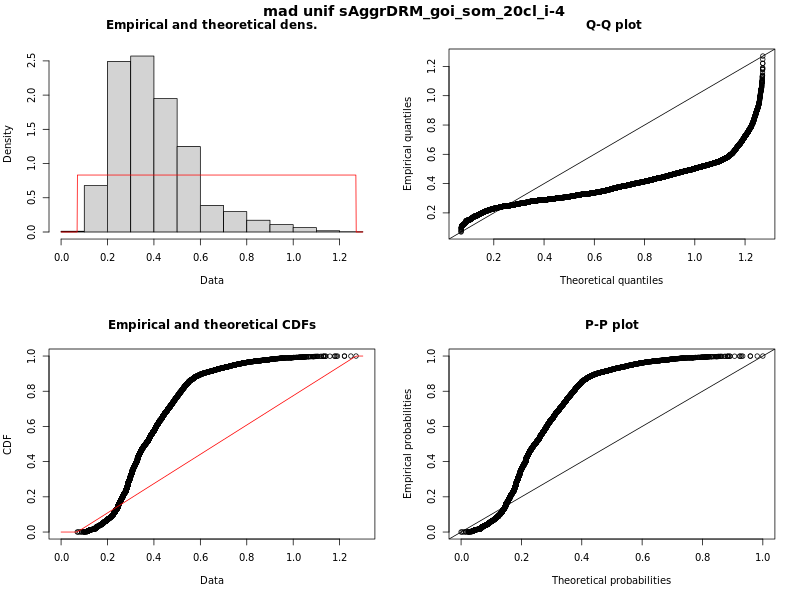 mad unif sAggrDRM_goi_som_20cl_i-4
Empirical and theoretical dens.
Density
0.0 0.5 1.0 1.5 2.0 2.5
0.0 0.2 0.4 0.6 0.8 1.0 1.2
Data
Q-Q plot
Empirical quantiles
0.2 0.4 0.6 0.8 1.0 1.2
0.2 0.4 0.6 0.8 1.0 1.2
Theoretical quantiles
Empirical and theoretical CDFs
CDF
0.0 0.2 0.4 0.6 0.8 1.0
0.0 0.2 0.4 0.6 0.8 1.0 1.2
Data
P-P plot
Empirical probabilities
0.0 0.2 0.4 0.6 0.8 1.0
0.0 0.2 0.4 0.6 0.8 1.0
Theoretical probabilities